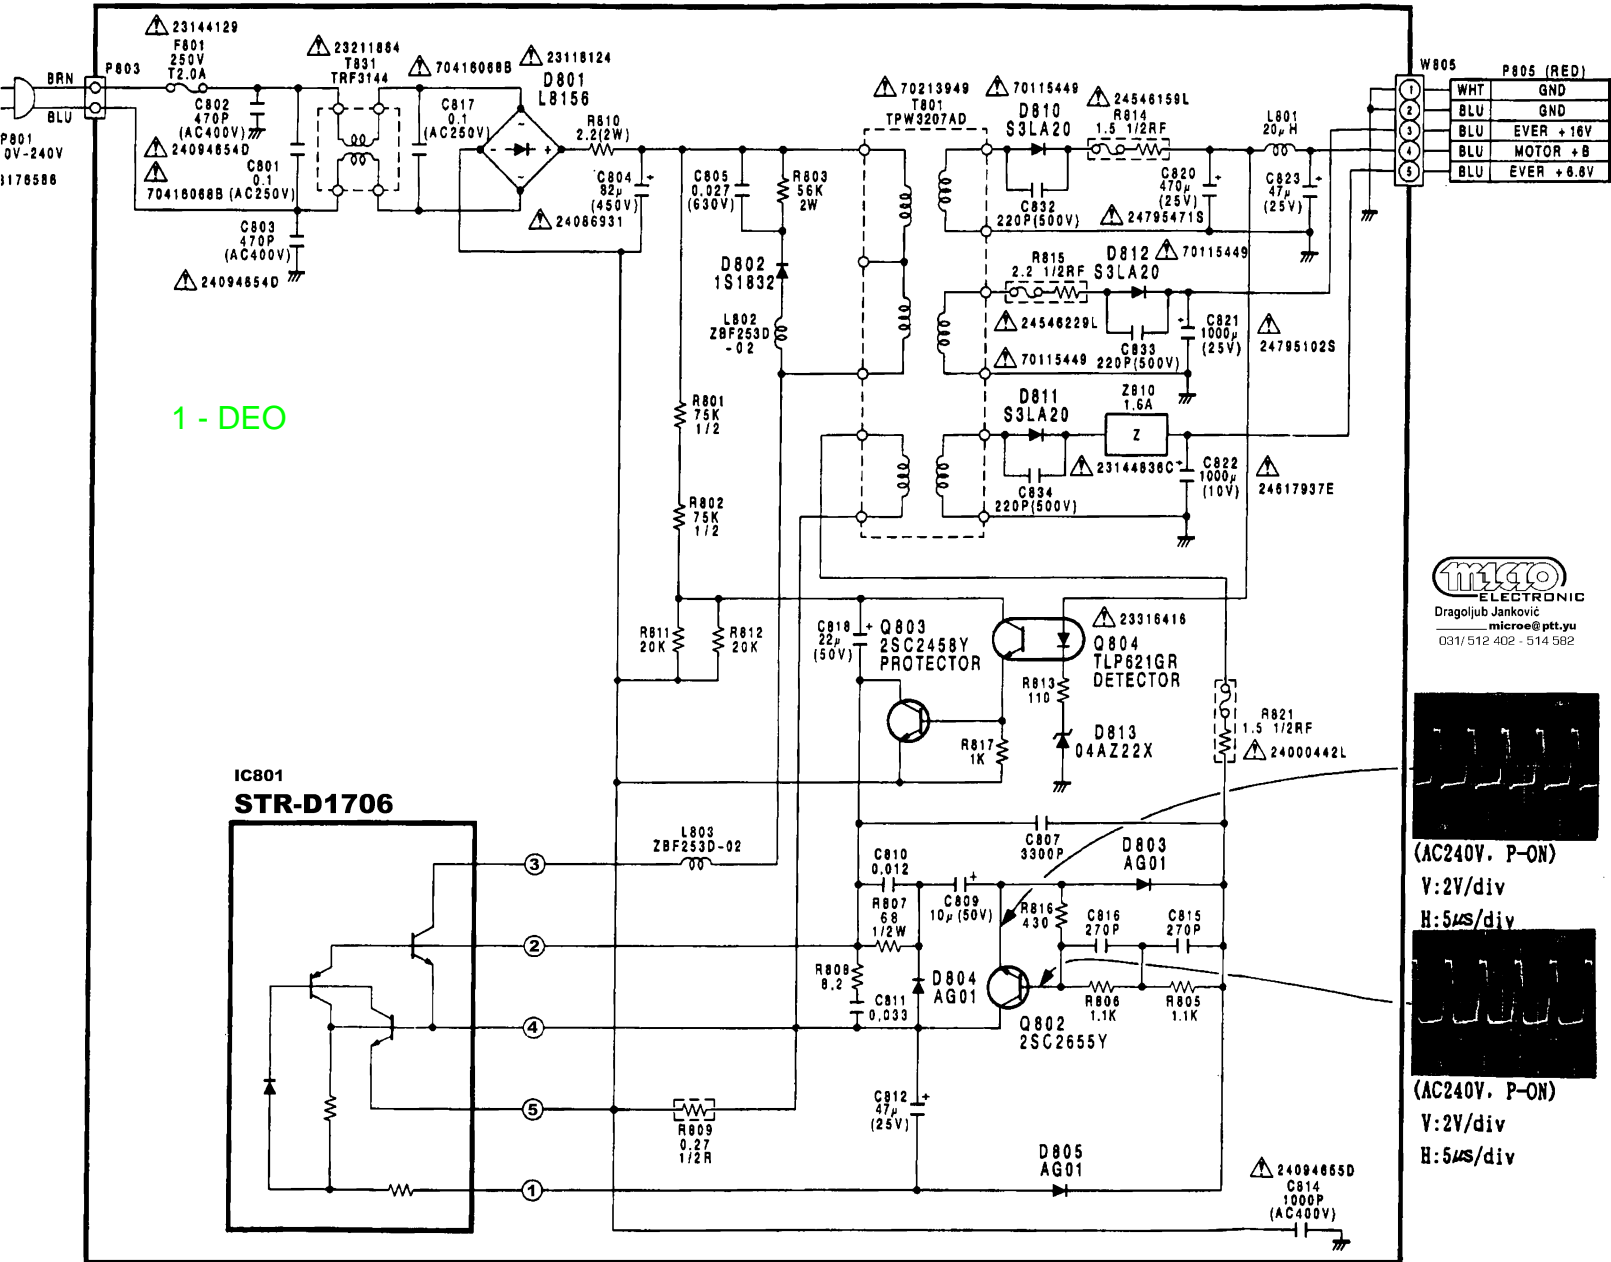 23144129
F801
250V
T2.0A
P803
BRN
BLU
P801
0V-240V
3176586
C802
470P
(AC400V)
24094654D
C801
0.1
70416068B (AC250V)
C803
470P
(AC400V)
24094654D
23211884
T831
TRF3144
70416068B
C817
0.1
(AC250V)
23118124
D801
L8156
R810
2.2(2W)
C804
82μ
(450V)
24086931
C805
0.027
(630V)
R803
56K
2W
D802
1S1832
L802
ZBF253D
-02
70213949
T801
TPW3207AD
70115449
D810
S3LA20
24546159L
R814
1.5 1/2RF
C832
220P(500V)
C820
470μ
(25V)
24795471S
L801
20μH
C823
47μ
(25V)
W805
P805 (RED)
1 WHT GND
2 BLU GND
3 BLU EVER +16V
4 BLU MOTOR +B
5 BLU EVER +6.6V
R815
2.2 1/2RF
D812
S3LA20
70115449
24546229L
C833
220P(500V)
C821
1000μ
(25V)
24795102S
70115449
D811
S3LA20
Z810
1.6A
Z
23144836C
C834
220P(500V)
C822
1000μ
(10V)
24617937E
1 - DEO
R801
75K
1/2
R802
75K
1/2
R811
20K
R812
20K
C818
22μ
(50V)
Q803
2SC2458Y
PROTECTOR
23316416
Q804
TLP621GR
DETECTOR
R813
110
D813
04AZ22X
R817
1K
R821
1.5 1/2RF
24000442L
micro
ELECTRONIC
Dragoljub Janković
microe@ptt.yu
031/ 512 402 - 514 582
IC801
STR-D1706
L803
ZBF253D-02
3
2
4
5
1
C807
3300P
D803
AG01
C810
0.012
R807
68
1/2W
C809
10μ(50V)
R816
430
C816
270P
C815
270P
R808
8.2
C811
0.033
D804
AG01
R806
1.1K
R805
1.1K
Q802
2SC2655Y
R809
0.27
1/2R
C812
47μ
(25V)
D805
AG01
24094655D
C814
1000P
(AC400V)
(AC240V. P-ON)
V:2V/div
H:5μs/div
(AC240V. P-ON)
V:2V/div
H:5μs/div